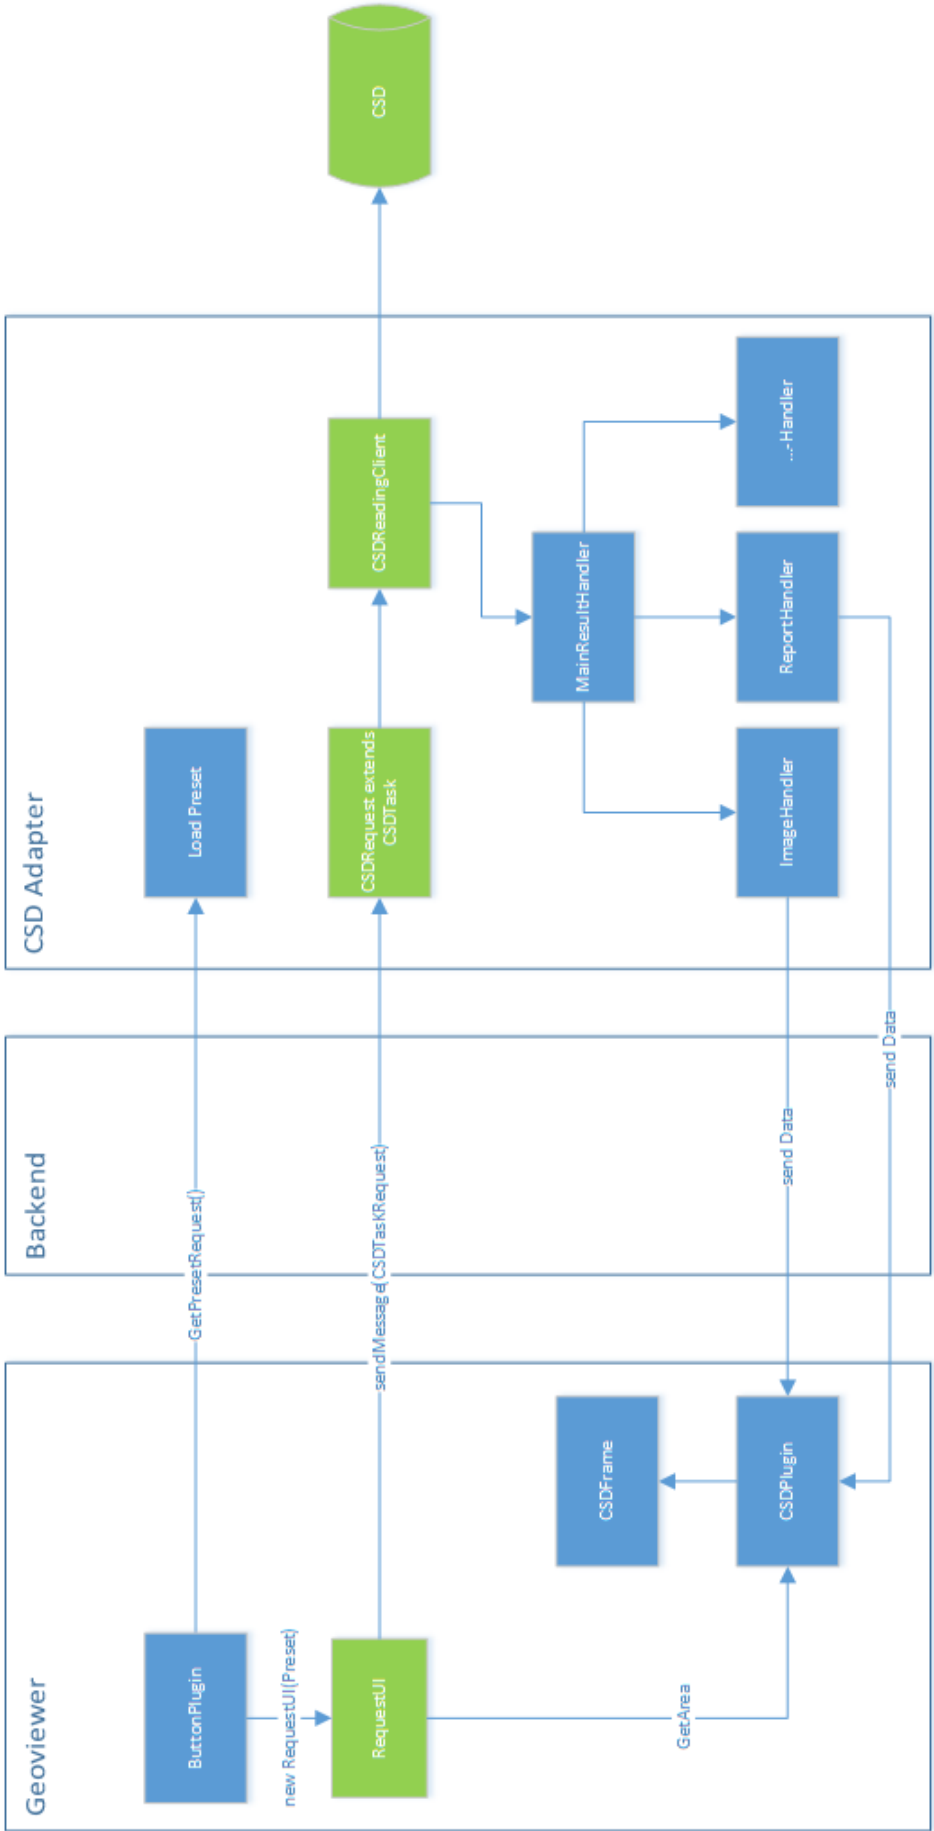 Geoviewer
Backend
CSD Adapter
ButtonPlugin
GetPresetRequest()
Load Preset
new RequestUI(Preset)
RequestUI
sendMessage(CSDTasKRequest)
CSDRequest extends
CSDTask
CSDReadingClient
CSD
GetArea
CSDFrame
MainResultHandler
CSDPlugin
send Data
ImageHandler
ReportHandler
...-Handler
send Data